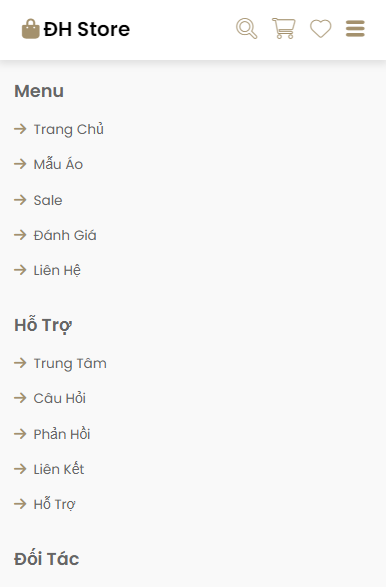 ĐH Store
Menu
Trang Chủ
Mẫu Áo
Sale
Đánh Giá
Liên Hệ
Hỗ Trợ
Trung Tâm
Câu Hỏi
Phản Hồi
Liên Kết
Hỗ Trợ
Đối Tác